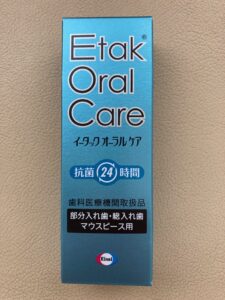 Etak®
Oral
Care
イータック オーラルケア
抗菌24時間
歯科医療機関取扱品
部分入れ歯・総入れ歯
マウスピース用
Eisai